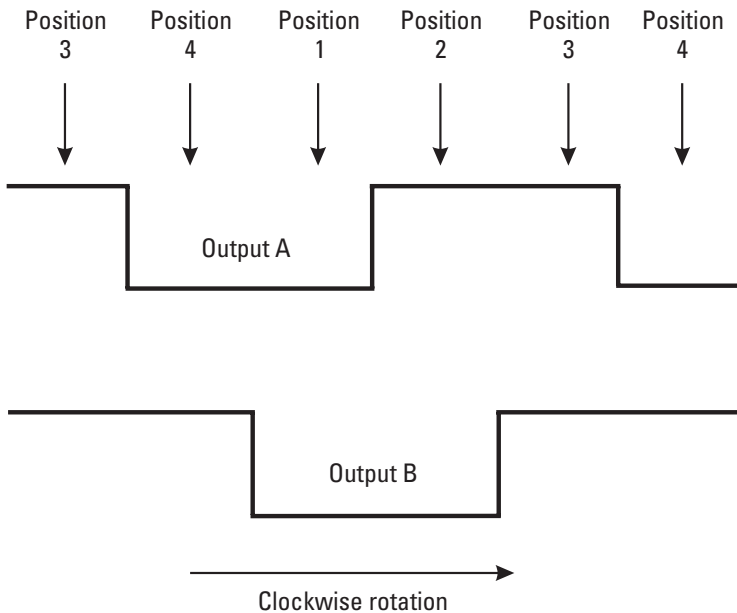 Position Position Position Position Position Position
3 4 1 2 3 4
Output A
Output B
Clockwise rotation